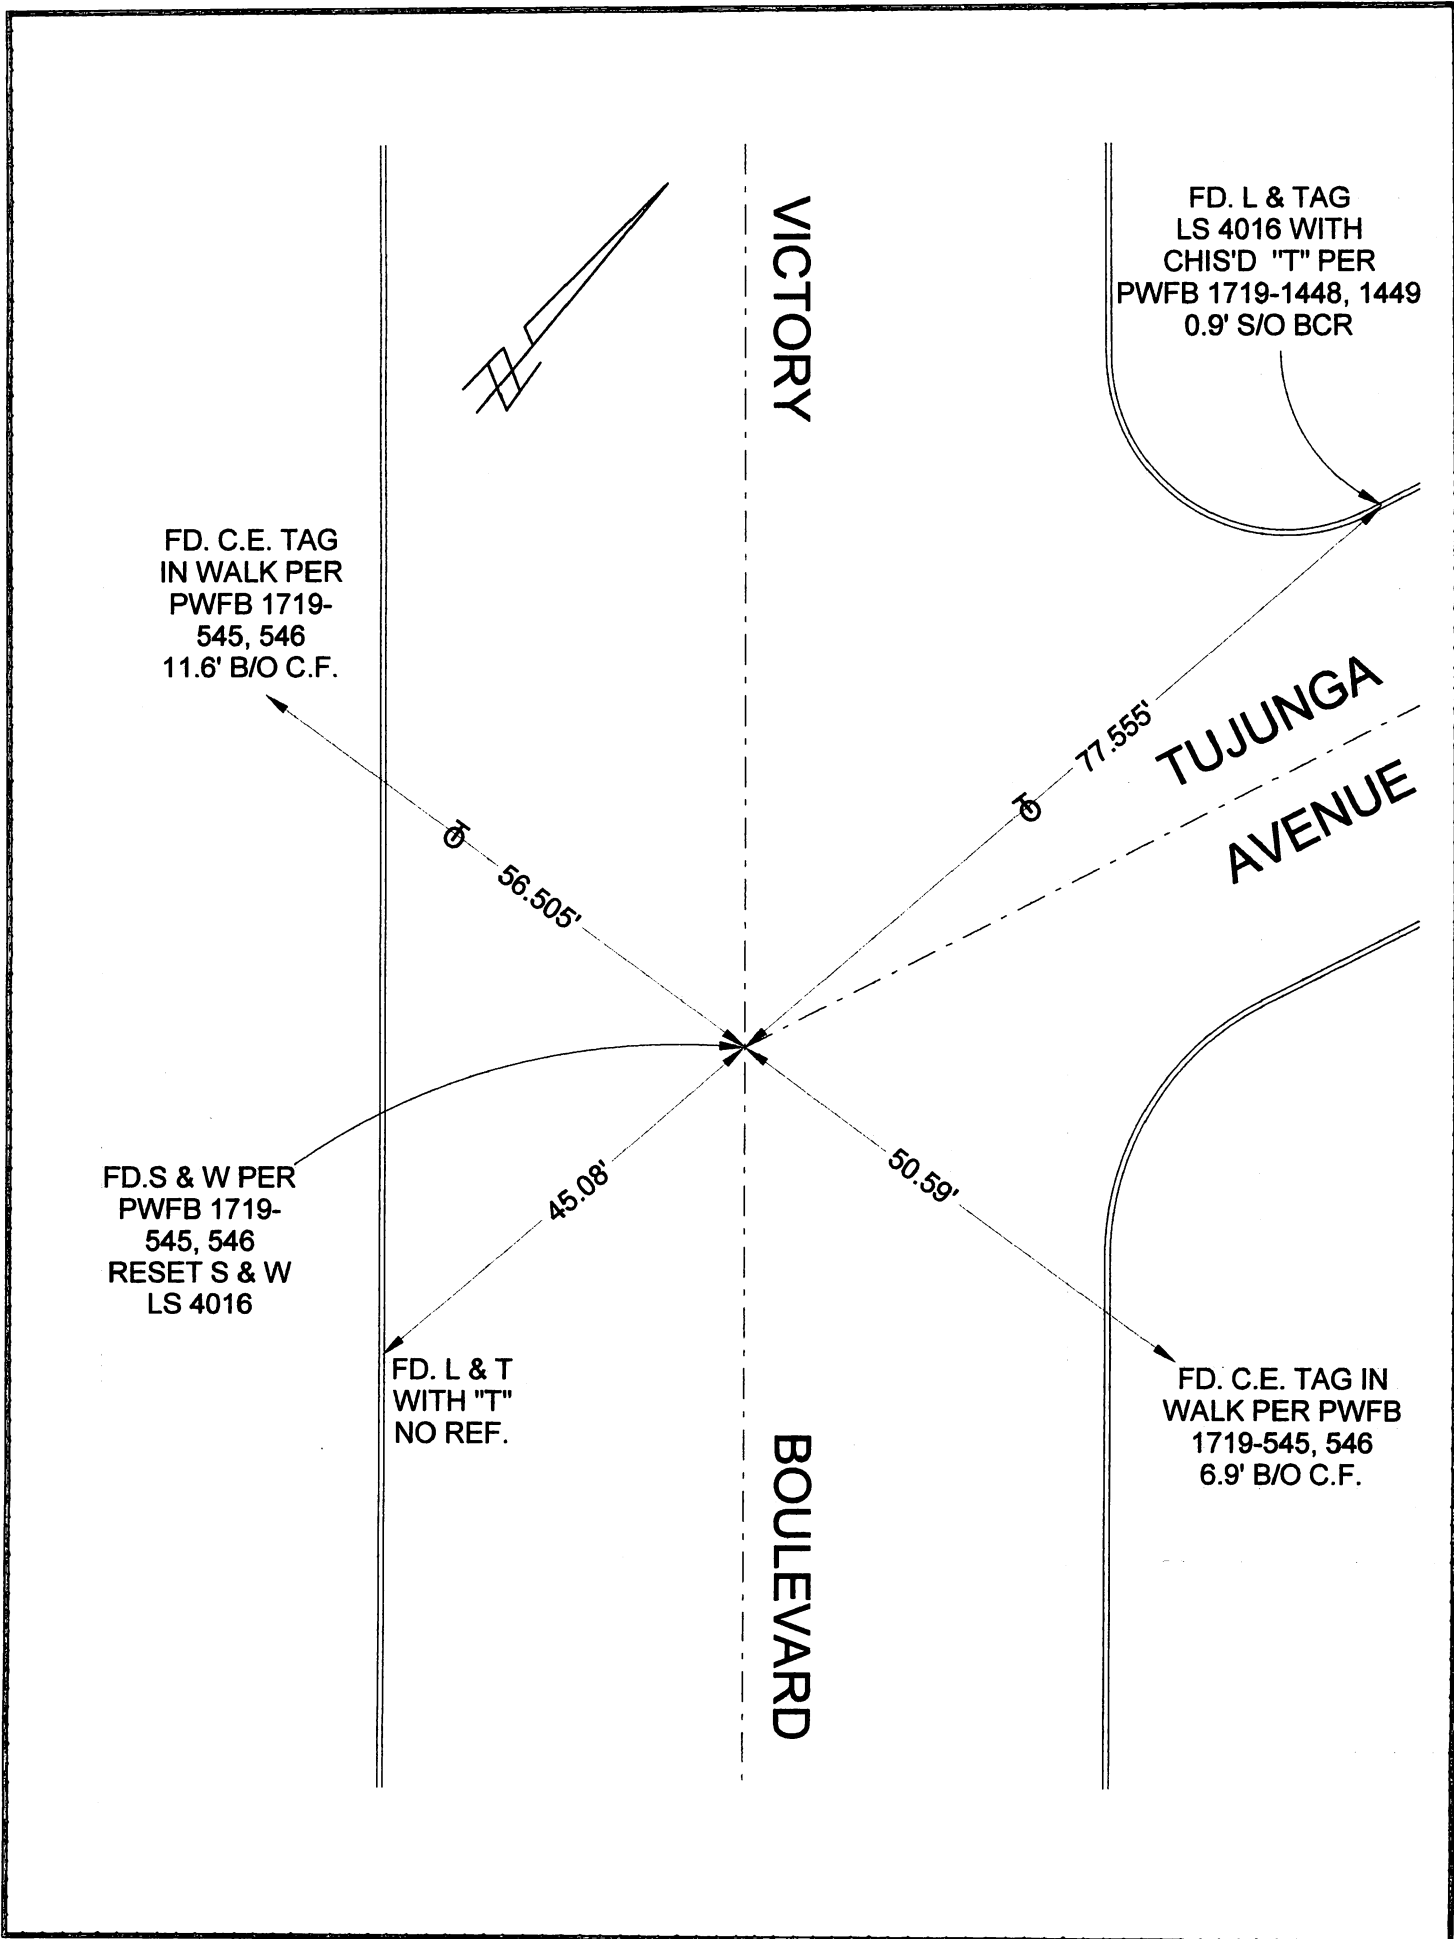 VICTORY
FD. L & TAG
LS 4016 WITH
CHIS'D "T" PER
PWFB 1719-1448, 1449
0.9' S/O BCR
N
FD. C.E. TAG
IN WALK PER
PWFB 1719-
545, 546
11.6' B/O C.F.
77.555'
TUJUNGA
AVENUE
56.505'
FD.S & W PER
PWFB 1719-
545, 546
RESET S & W
LS 4016
45.08'
50.59'
FD. L & T
WITH "T"
NO REF.
FD. C.E. TAG IN
WALK PER PWFB
1719-545, 546
6.9' B/O C.F.
BOULEVARD